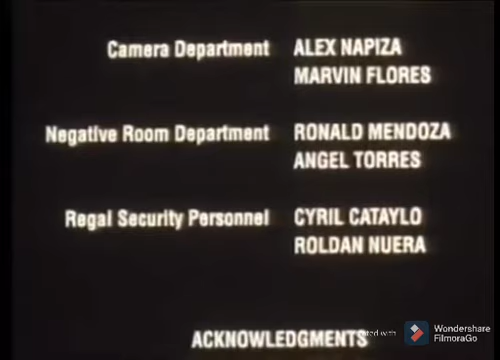 Camera Department ALEX NAPIZA
MARVIN FLORES
Negative Room Department RONALD MENDOZA
ANGEL TORRES
Regal Security Personnel CYRIL CATAYLO
ROLDAN NUERA
ACKNOWLEDGMENTS
with Wondershare
FilmoraGo